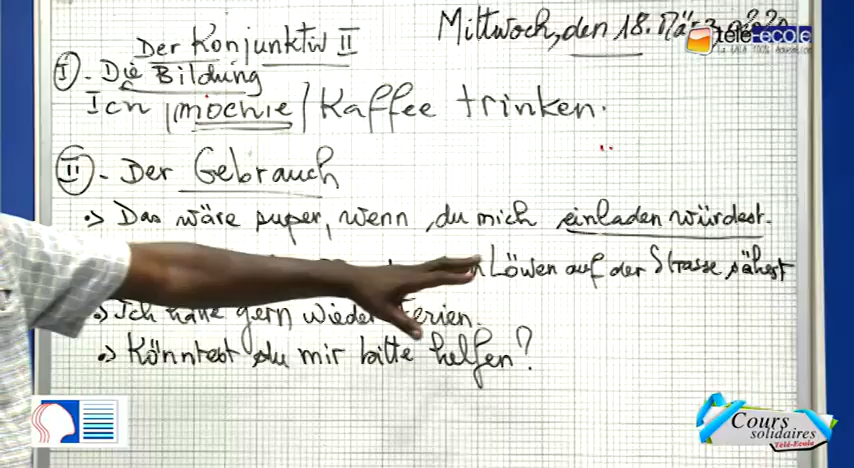 Mittwoch, den 18. März
Der Konjunktiv II
I - Die Bildung
Ich möchte Kaffee trinken.
II - Der Gebrauch
Das wäre super, wenn du mich einladen würdest.
Löwen auf der Strasse sähest
Ich hätte gern wieder Ferien.
Könntest du mir bitte helfen?
télé-école
Cours
solidaires
Télé-Ecole